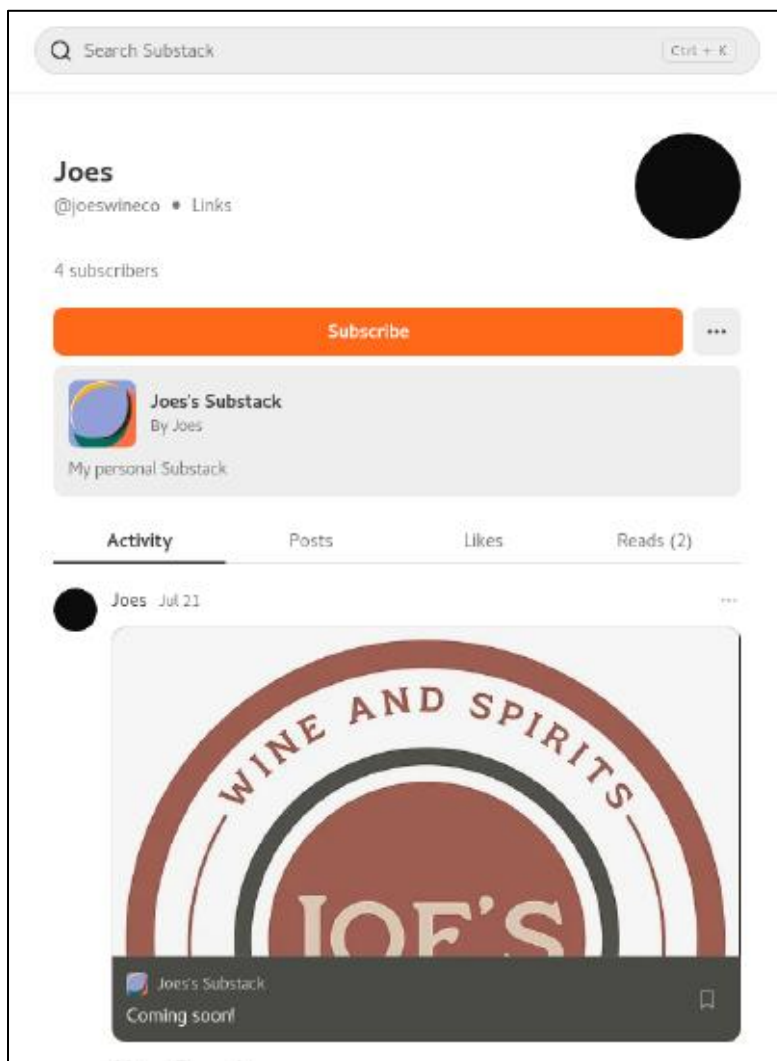 Search Substack
Ctrl + K
Joes
@joeswineco • Links
4 subscribers
Subscribe
Joes's Substack
By Joes
My personal Substack
Activity Posts Likes Reads (2)
Joes Jul 21
WINE AND SPIRITS
JOE'S
Joes's Substack
Coming soon!